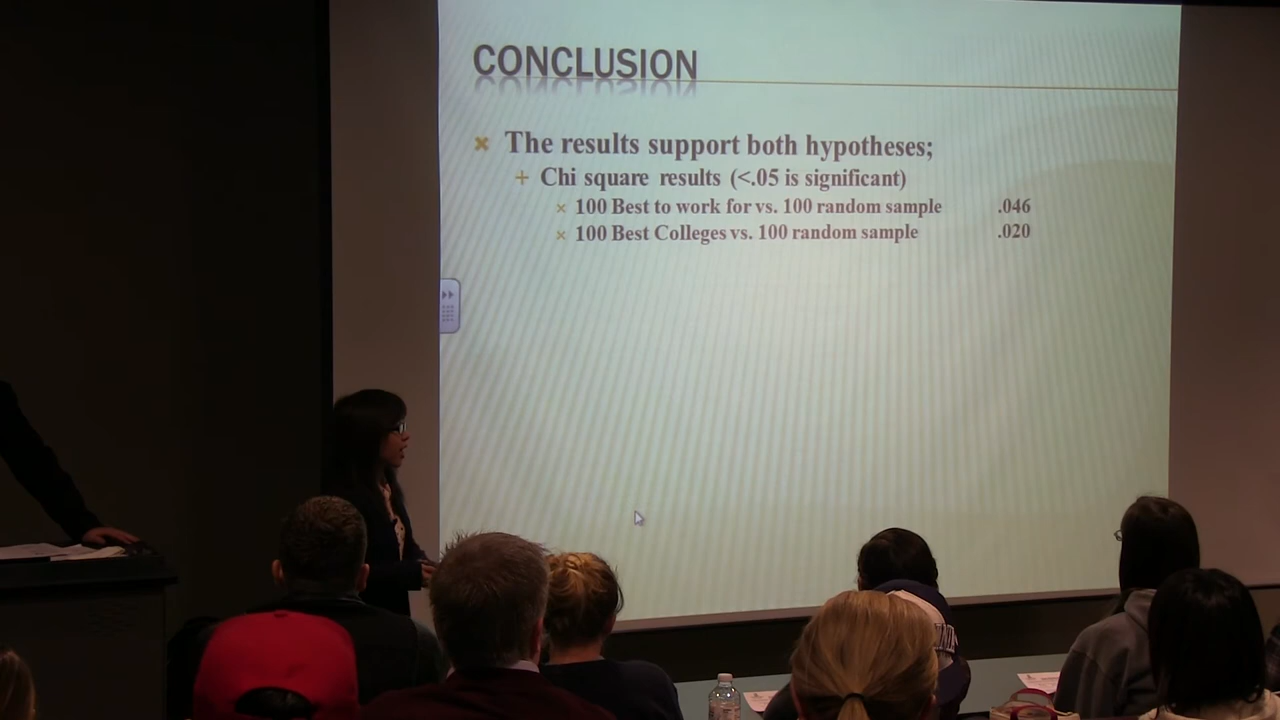 CONCLUSION
The results support both hypotheses;
Chi square results (<.05 is significant)
100 Best to work for vs. 100 random sample .046
100 Best Colleges vs. 100 random sample .020